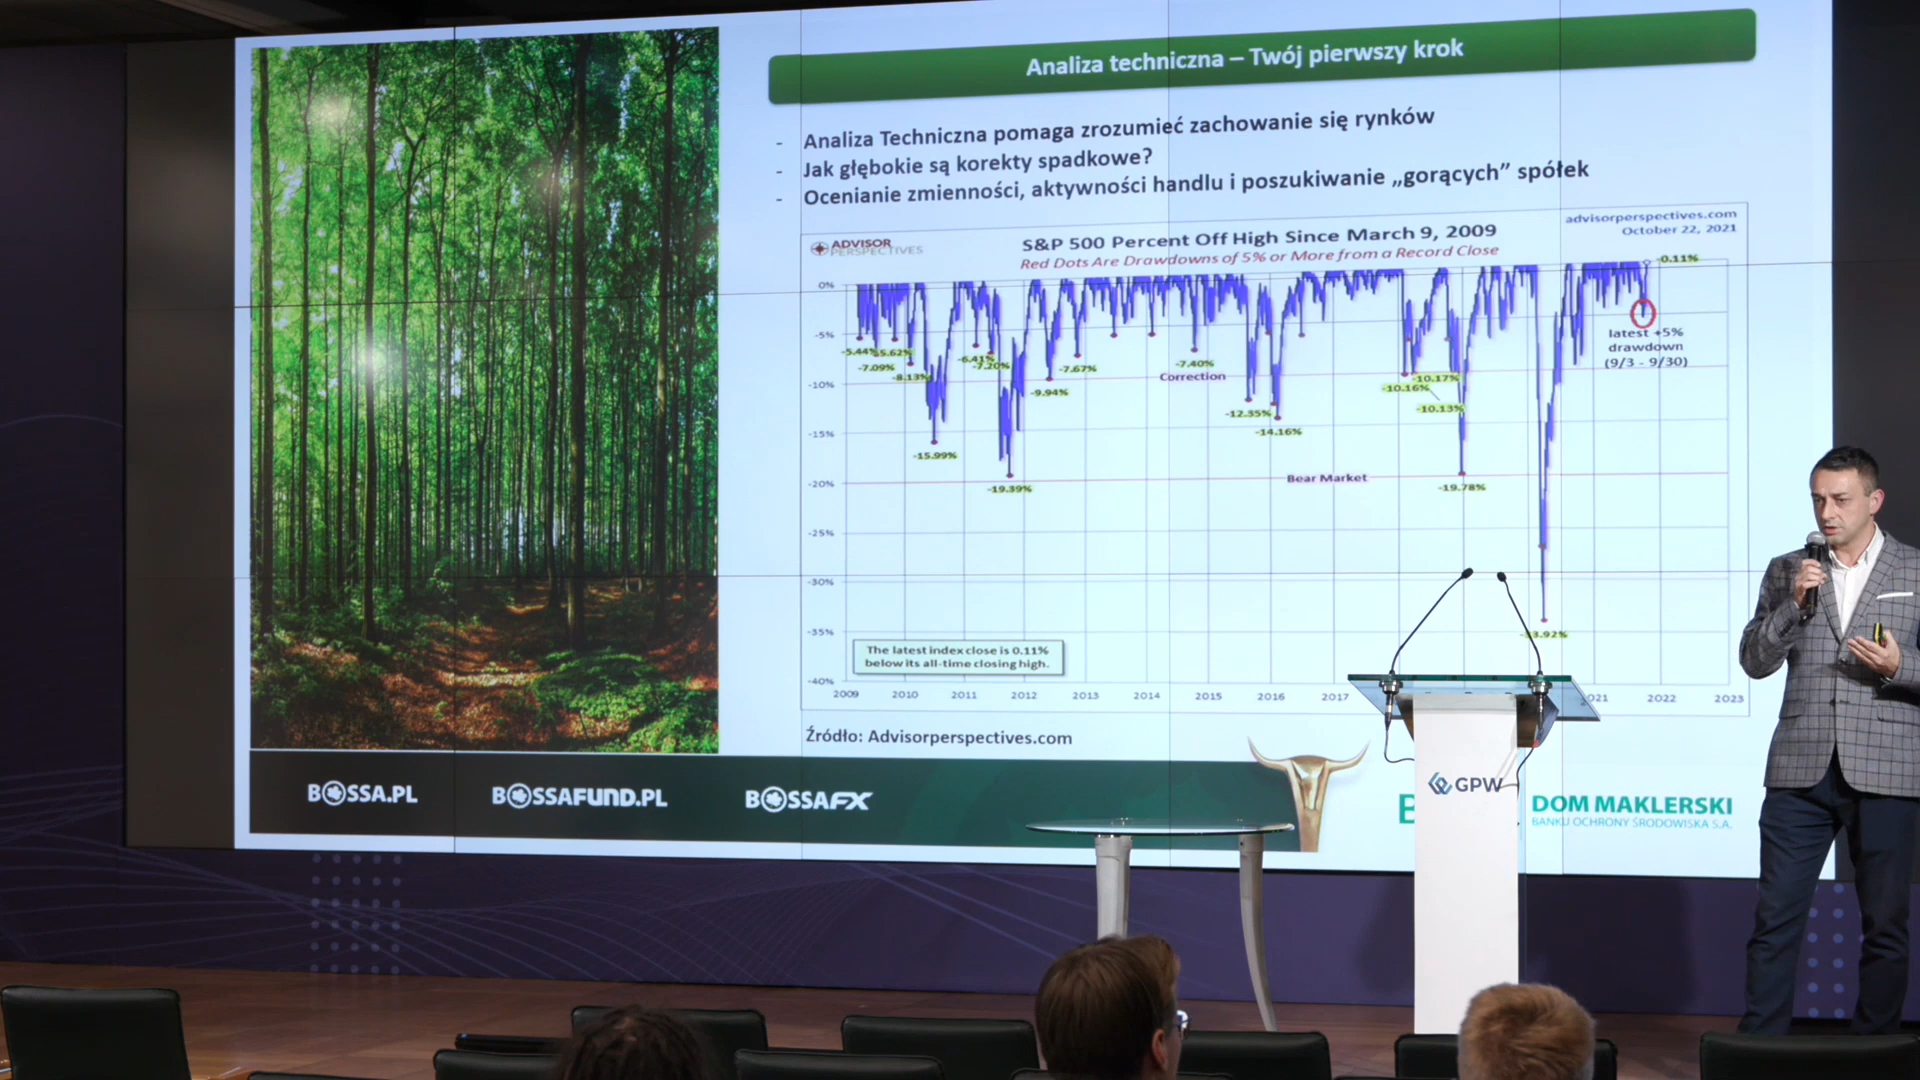 Analiza techniczna – Twój pierwszy krok
- Analiza Techniczna pomaga zrozumieć zachowanie się rynków
- Jak głębokie są korekty spadkowe?
- Ocenianie zmienności, aktywności handlu i poszukiwanie „gorących” spółek
ADVISOR
PERSPECTIVES
S&P 500 Percent Off High Since March 9, 2009
Red Dots Are Drawdowns of 5% or More from a Record Close
advisorperspectives.com
October 22, 2021
-0.11%
0%
-5%
-10%
-15%
-20%
-25%
-30%
-35%
-40%
-5.44%
-5.62%
-7.09%
-8.13%
-15.99%
-6.41%
-7.20%
-19.39%
-9.94%
-7.67%
-7.40%
Correction
-12.35%
-14.16%
Bear Market
-10.16%
-10.17%
-10.13%
-19.78%
3.92%
latest +5%
drawdown
(9/3 - 9/30)
The latest index close is 0.11%
below its all-time closing high.
2009 2010 2011 2012 2013 2014 2015 2016 2017 021 2022 2023
Źródło: Advisorperspectives.com
BOSSA.PL
BOSSAFUND.PL
BOSSAFX
GPW
B
DOM MAKLERSKI
BANKU OCHRONY ŚRODOWISKA S.A.